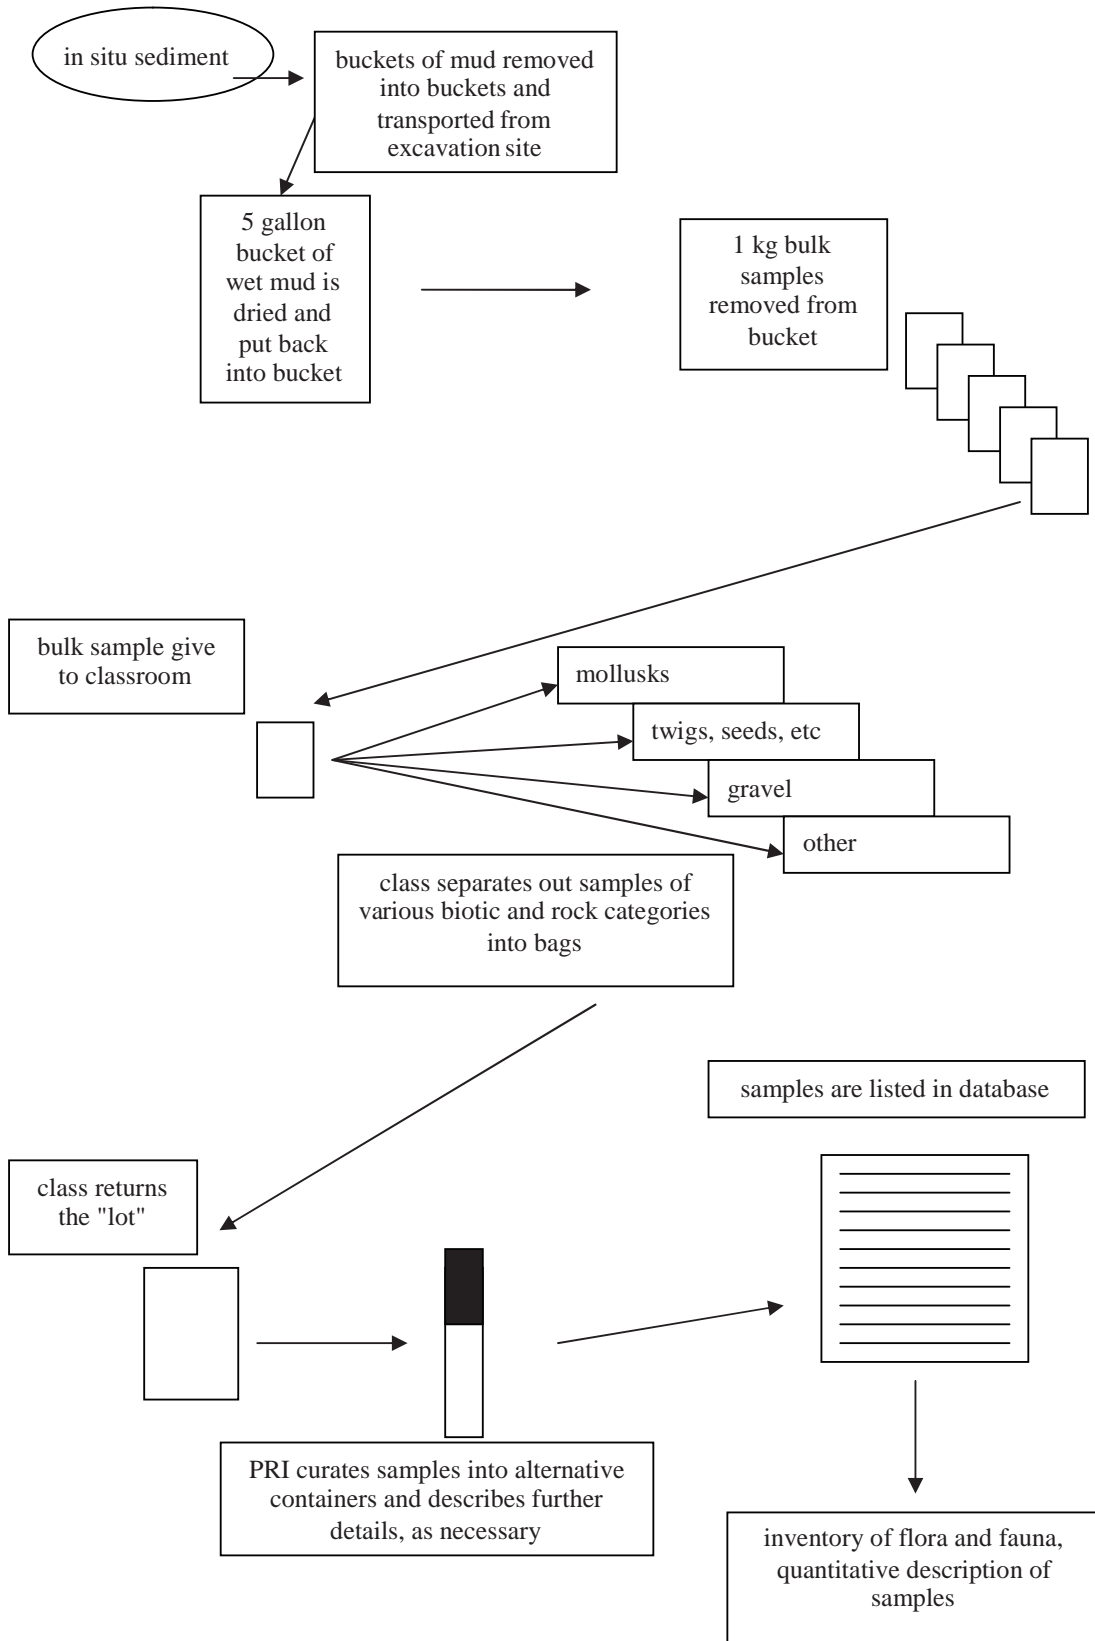 in situ sediment
buckets of mud removed
into buckets and
transported from
excavation site
5 gallon
bucket of
wet mud is
dried and
put back
into bucket
1 kg bulk
samples
removed from
bucket
bulk sample give
to classroom
mollusks
twigs, seeds, etc
gravel
other
class separates out samples of
various biotic and rock categories
into bags
samples are listed in database
class returns
the "lot"
PRI curates samples into alternative
containers and describes further
details, as necessary
inventory of flora and fauna,
quantitative description of
samples